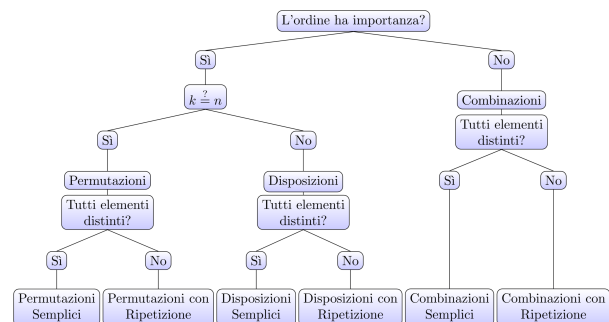 L'ordine ha importanza?
Sì
No
k ?= n
Combinazioni
Tutti elementi
distinti?
Sì
No
Permutazioni
Disposizioni
Sì
No
Tutti elementi
distinti?
Tutti elementi
distinti?
Sì
No
Sì
No
Permutazioni
Semplici
Permutazioni con
Ripetizione
Disposizioni
Semplici
Disposizioni con
Ripetizione
Combinazioni
Semplici
Combinazioni con
Ripetizione